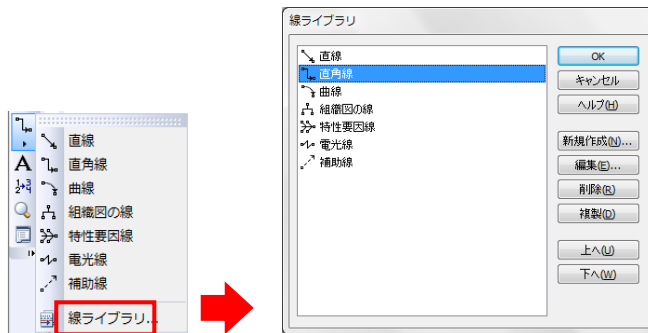 直線
直角線
曲線
組織図の線
特性要因線
電光線
補助線
線ライブラリ...
A
線ライブラリ
直線
直角線
曲線
組織図の線
特性要因線
電光線
補助線
OK
キャンセル
ヘルプ(H)
新規作成(N)...
編集(E)...
削除(R)
複製(D)
上へ(U)
下へ(W)